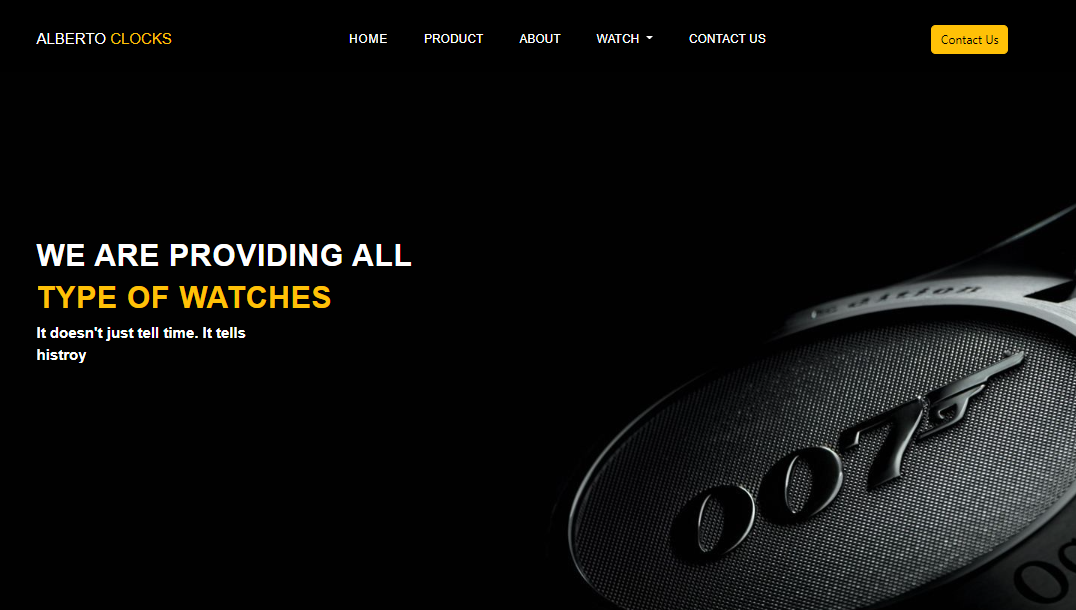 ALBERTO CLOCKS
HOME
PRODUCT
ABOUT
WATCH
CONTACT US
Contact Us
WE ARE PROVIDING ALL
TYPE OF WATCHES
It doesn't just tell time. It tells
histroy
007